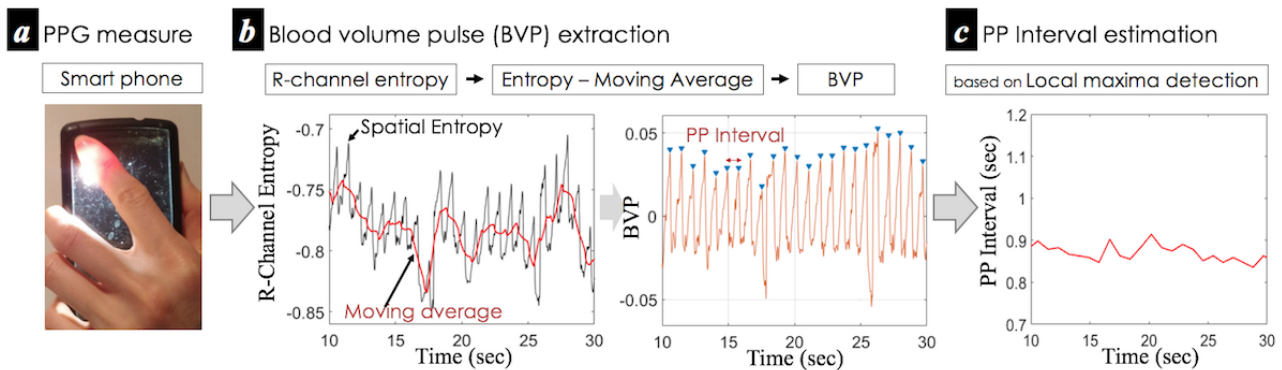 a PPG measure
Smart phone
b Blood volume pulse (BVP) extraction
R-channel entropy
Entropy – Moving Average
BVP
Spatial Entropy
Moving average
R-Channel Entropy
-0.7
-0.75
-0.8
-0.85
10 15 20 25 30
Time (sec)
PP Interval
BVP
0.05
0
-0.05
10 15 20 25 30
Time (sec)
c PP Interval estimation
based on Local maxima detection
PP Interval (sec)
1.2
1.1
1
0.9
0.8
0.7
10 15 20 25 30
Time (sec)